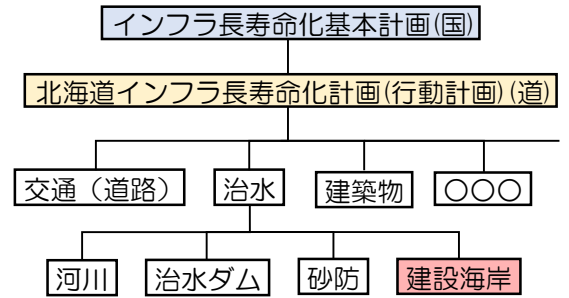 インフラ長寿命化基本計画(国)
北海道インフラ長寿命化計画(行動計画)(道)
交通（道路） 治水 建築物 〇〇〇
河川 治水ダム 砂防 建設海岸